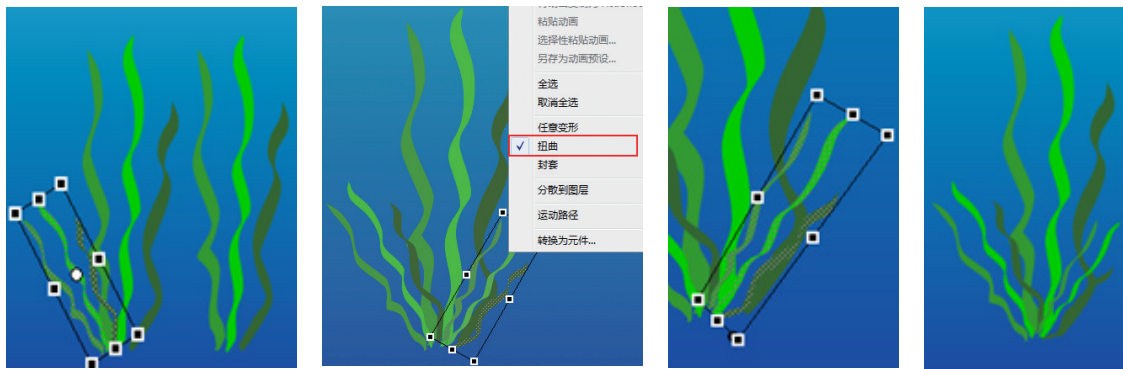 粘贴动画
选择性粘贴动画...
另存为动画预设...
全选
取消全选
任意变形
扭曲
封套
分散到图层
运动路径
转换为元件...